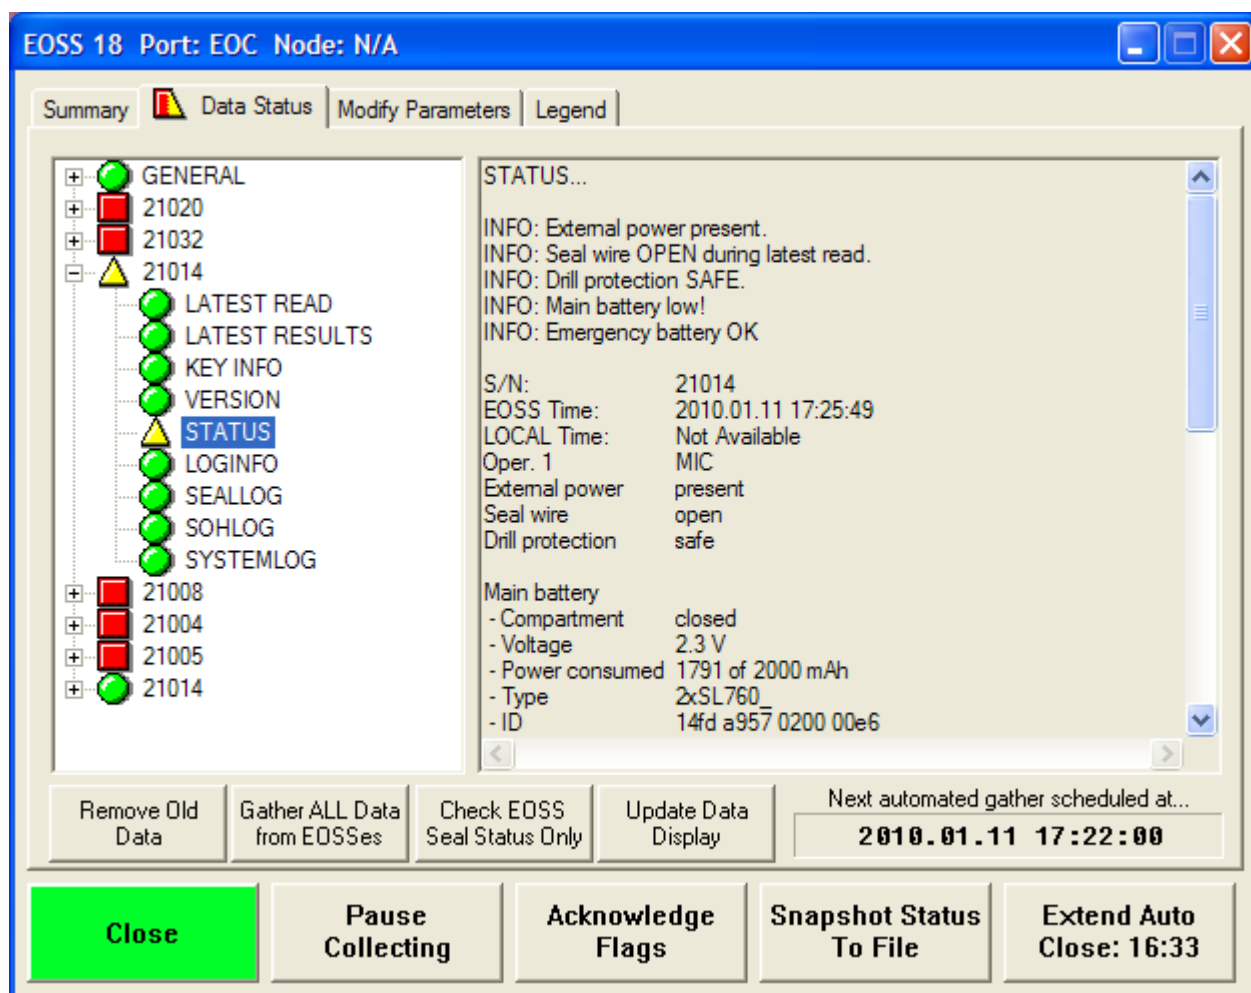 EOSS 18 Port: EOC Node: N/A
Summary
Data Status
Modify Parameters
Legend
GENERAL
21020
21032
21014
LATEST READ
LATEST RESULTS
KEY INFO
VERSION
STATUS
LOGINFO
SEALLOG
SOHLOG
SYSTEMLOG
21008
21004
21005
21014
STATUS...
INFO: External power present.
INFO: Seal wire OPEN during latest read.
INFO: Drill protection SAFE.
INFO: Main battery low!
INFO: Emergency battery OK
S/N: 21014
EOSS Time: 2010.01.11 17:25:49
LOCAL Time: Not Available
Oper. 1 MIC
External power present
Seal wire open
Drill protection safe
Main battery
- Compartment closed
- Voltage 2.3 V
- Power consumed 1791 of 2000 mAh
- Type 2xSL760_
- ID 14fd a957 0200 00e6
Remove Old
Data
Gather ALL Data
from EOSSes
Check EOSS
Seal Status Only
Update Data
Display
Next automated gather scheduled at...
2010.01.11 17:22:00
Close
Pause
Collecting
Acknowledge
Flags
Snapshot Status
To File
Extend Auto
Close: 16:33